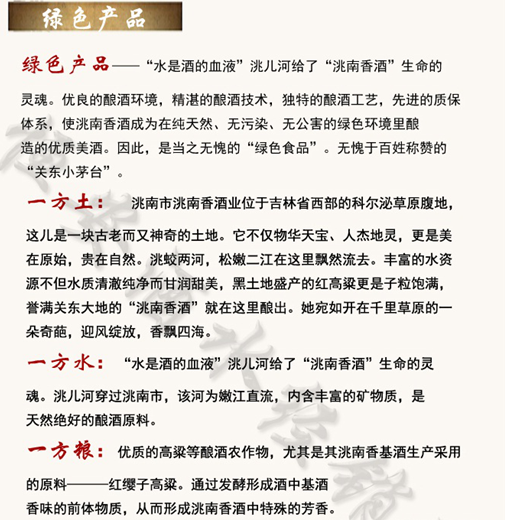 绿色产品
绿色产品——“水是酒的血液”洮儿河给了“洮南香酒”生命的
灵魂。优良的酿酒环境，精湛的酿酒技术，独特的酿酒工艺，先进的质保
体系，使洮南香酒成为在纯天然、无污染、无公害的绿色环境里酿
造的优质美酒。因此，是当之无愧的“绿色食品”。无愧于百姓称赞的
“关东小茅台”。
一方土： 洮南市洮南香酒业位于吉林省西部的科尔泌草原腹地，
这儿是一块古老而又神奇的土地。它不仅物华天宝、人杰地灵，更是美
在原始，贵在自然。洮蛟两河，松嫩二江在这里飘然流去。丰富的水资
源不但水质清澈纯净而甘润甜美，黑土地盛产的红高粱更是子粒饱满，
誉满关东大地的“洮南香酒”就在这里酿出。她宛如开在千里草原的一
朵奇葩，迎风绽放，香飘四海。
一方水： “水是酒的血液”洮儿河给了“洮南香酒”生命的灵
魂。洮儿河穿过洮南市，该河为嫩江直流，内含丰富的矿物质，是
天然绝好的酿酒原料。
一方粮： 优质的高粱等酿酒农作物，尤其是其洮南香基酒生产采用
的原料———红缨子高粱。通过发酵形成酒中基酒
香味的前体物质，从而形成洮南香酒中特殊的芳香。